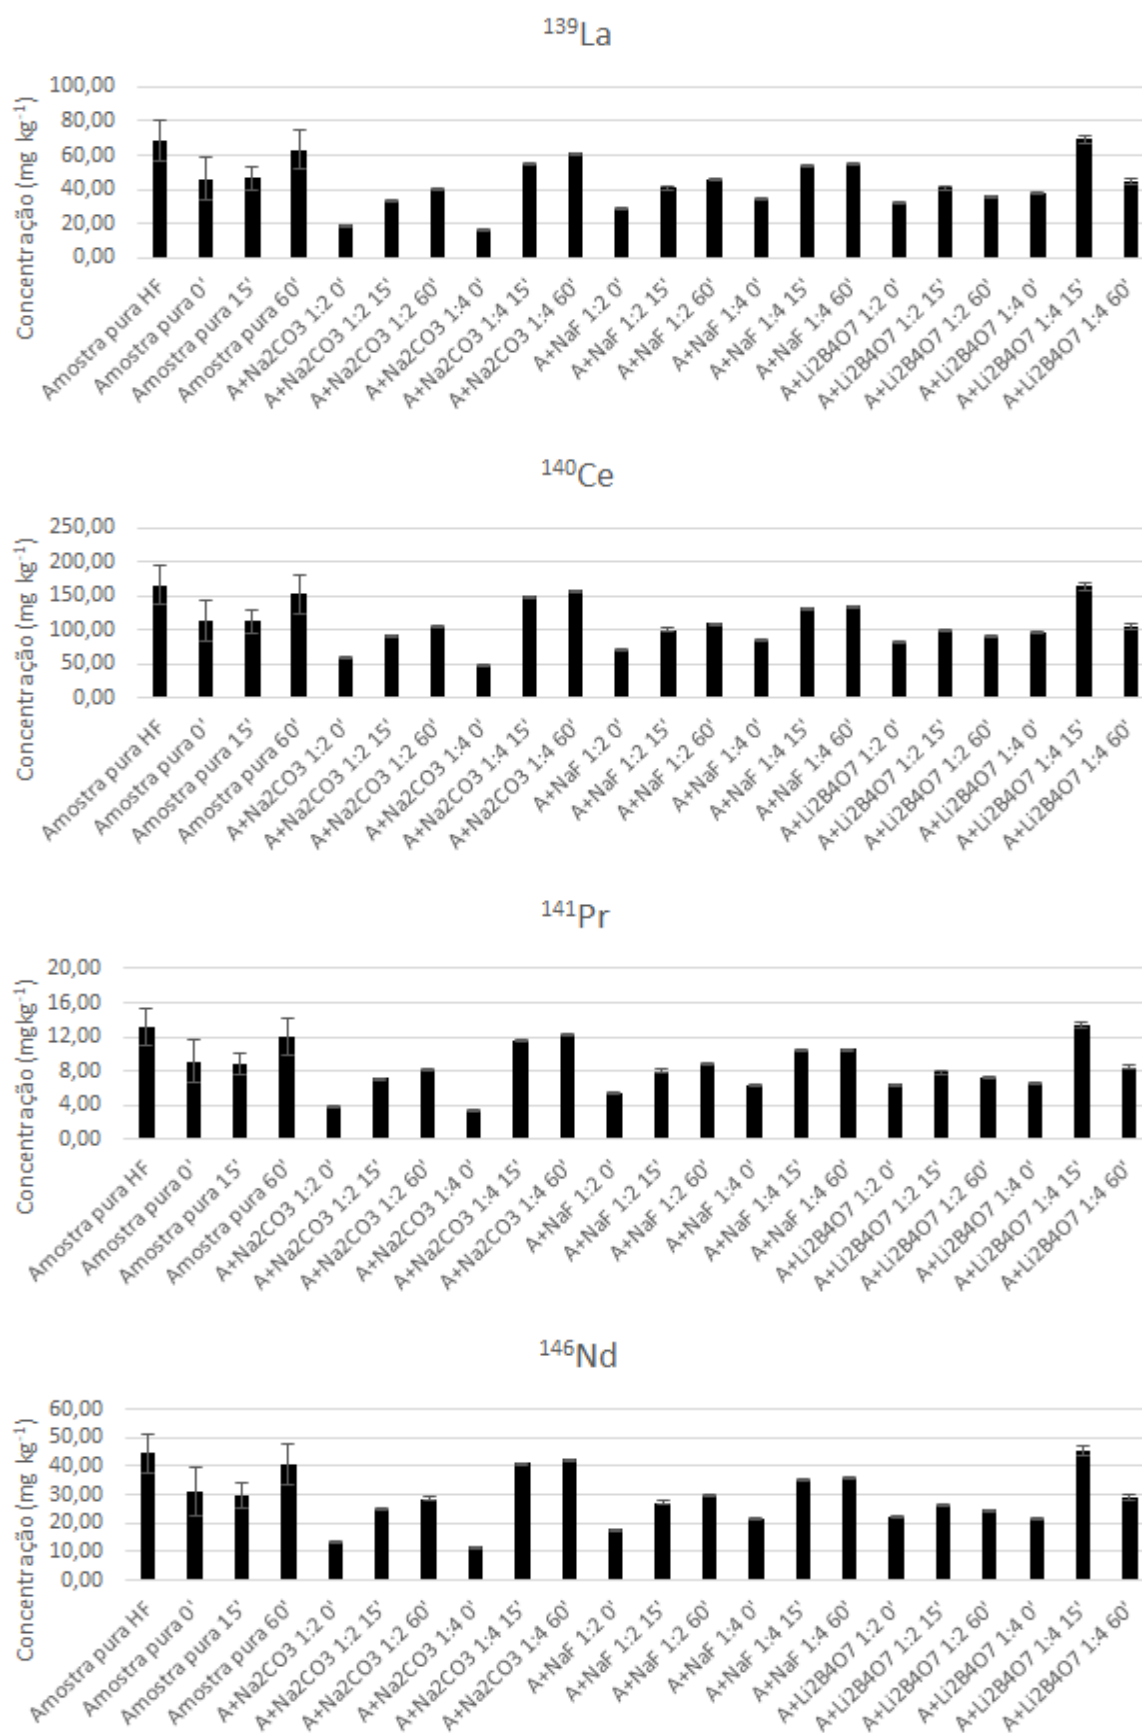 ¹³⁹La
Concentração (mg kg⁻¹)
100,00
80,00
60,00
40,00
20,00
0,00
Amostra pura HF
Amostra pura 0'
Amostra pura 15'
Amostra pura 60'
A+Na2CO3 1:2 0'
A+Na2CO3 1:2 15'
A+Na2CO3 1:2 60'
A+Na2CO3 1:4 0'
A+Na2CO3 1:4 15'
A+Na2CO3 1:4 60'
A+NaF 1:2 0'
A+NaF 1:2 15'
A+NaF 1:2 60'
A+NaF 1:4 0'
A+NaF 1:4 15'
A+NaF 1:4 60'
A+Li2B4O7 1:2 0'
A+Li2B4O7 1:2 15'
A+Li2B4O7 1:2 60'
A+Li2B4O7 1:4 0'
A+Li2B4O7 1:4 15'
A+Li2B4O7 1:4 60'
¹⁴⁰Ce
Concentração (mg kg⁻¹)
250,00
200,00
150,00
100,00
50,00
0,00
Amostra pura HF
Amostra pura 0'
Amostra pura 15'
Amostra pura 60'
A+Na2CO3 1:2 0'
A+Na2CO3 1:2 15'
A+Na2CO3 1:2 60'
A+Na2CO3 1:4 0'
A+Na2CO3 1:4 15'
A+Na2CO3 1:4 60'
A+NaF 1:2 0'
A+NaF 1:2 15'
A+NaF 1:2 60'
A+NaF 1:4 0'
A+NaF 1:4 15'
A+NaF 1:4 60'
A+Li2B4O7 1:2 0'
A+Li2B4O7 1:2 15'
A+Li2B4O7 1:2 60'
A+Li2B4O7 1:4 0'
A+Li2B4O7 1:4 15'
A+Li2B4O7 1:4 60'
¹⁴¹Pr
Concentração (mgkg⁻¹)
20,00
16,00
12,00
8,00
4,00
0,00
Amostra pura HF
Amostra pura 0'
Amostra pura 15'
Amostra pura 60'
A+Na2CO3 1:2 0'
A+Na2CO3 1:2 15'
A+Na2CO3 1:2 60'
A+Na2CO3 1:4 0'
A+Na2CO3 1:4 15'
A+Na2CO3 1:4 60'
A+NaF 1:2 0'
A+NaF 1:2 15'
A+NaF 1:2 60'
A+NaF 1:4 0'
A+NaF 1:4 15'
A+NaF 1:4 60'
A+Li2B4O7 1:2 0'
A+Li2B4O7 1:2 15'
A+Li2B4O7 1:2 60'
A+Li2B4O7 1:4 0'
A+Li2B4O7 1:4 15'
A+Li2B4O7 1:4 60'
¹⁴⁶Nd
Concentração (mg kg⁻¹)
60,00
50,00
40,00
30,00
20,00
10,00
0,00
Amostra pura HF
Amostra pura 0'
Amostra pura 15'
Amostra pura 60'
A+Na2CO3 1:2 0'
A+Na2CO3 1:2 15'
A+Na2CO3 1:2 60'
A+Na2CO3 1:4 0'
A+Na2CO3 1:4 15'
A+Na2CO3 1:4 60'
A+NaF 1:2 0'
A+NaF 1:2 15'
A+NaF 1:2 60'
A+NaF 1:4 0'
A+NaF 1:4 15'
A+NaF 1:4 60'
A+Li2B4O7 1:2 0'
A+Li2B4O7 1:2 15'
A+Li2B4O7 1:2 60'
A+Li2B4O7 1:4 0'
A+Li2B4O7 1:4 15'
A+Li2B4O7 1:4 60'